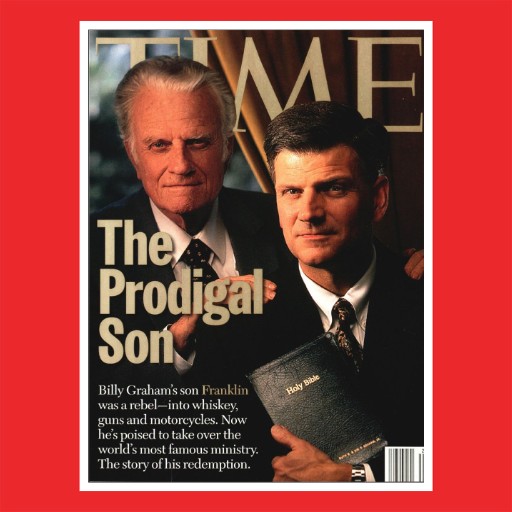 TIME
The
Prodigal
Son
Billy Graham's son Franklin
was a rebel—into whiskey,
guns and motorcycles. Now
he's poised to take over the
world's most famous ministry.
The story of his redemption.
Holy Bible